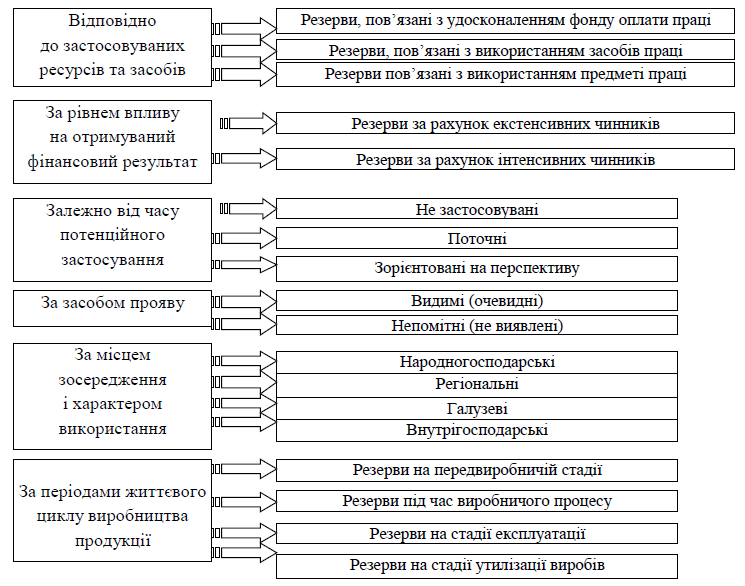 Відповідно
до застосовуваних
ресурсів та засобів
Резерви, пов’язані з удосконаленням фонду оплати праці
Резерви, пов’язані з використанням засобів праці
Резерви пов’язані з використанням предметі праці
За рівнем впливу
на отримуваний
фінансовий результат
Резерви за рахунок екстенсивних чинників
Резерви за рахунок інтенсивних чинників
Залежно від часу
потенційного
застосування
Не застосовувані
Поточні
Зорієнтовані на перспективу
За засобом прояву
Видимі (очевидні)
Непомітні (не виявлені)
За місцем
зосередження
і характером
використання
Народногосподарські
Регіональні
Галузеві
Внутрігосподарські
За періодами життєвого
циклу виробництва
продукції
Резерви на передвиробничій стадії
Резерви під час виробничого процесу
Резерви на стадії експлуатації
Резерви на стадії утилізації виробів